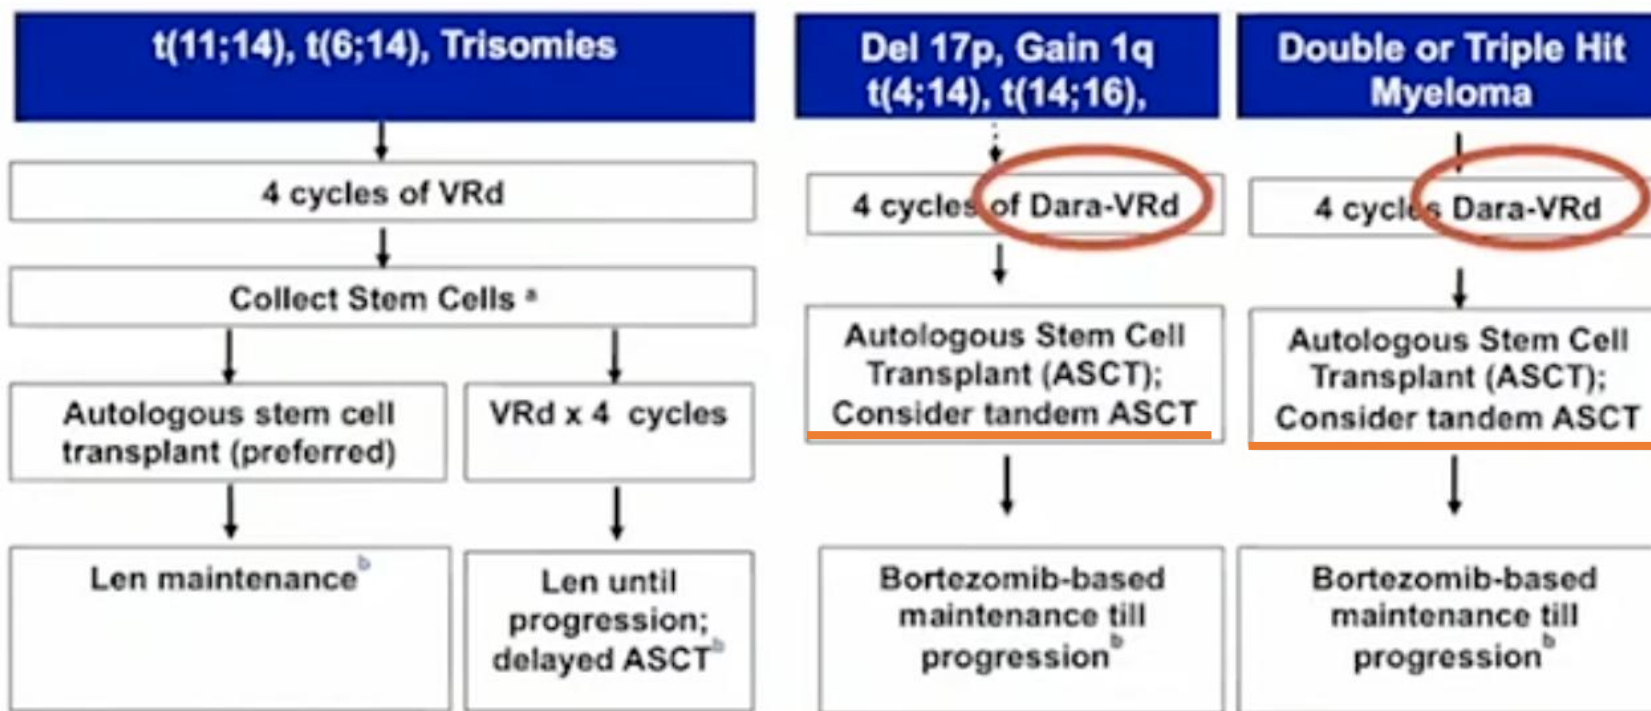 t(11;14), t(6;14), Trisomies
4 cycles of VRd
Collect Stem Cells a
Autologous stem cell
transplant (preferred)
Len maintenance b
VRd x 4 cycles
Len until
progression;
delayed ASCT b
Del 17p, Gain 1q
t(4;14), t(14;16),
4 cycles of Dara-VRd
Autologous Stem Cell
Transplant (ASCT);
Consider tandem ASCT
Bortezomib-based
maintenance till
progression b
Double or Triple Hit
Myeloma
4 cycles Dara-VRd
Autologous Stem Cell
Transplant (ASCT);
Consider tandem ASCT
Bortezomib-based
maintenance till
progression b